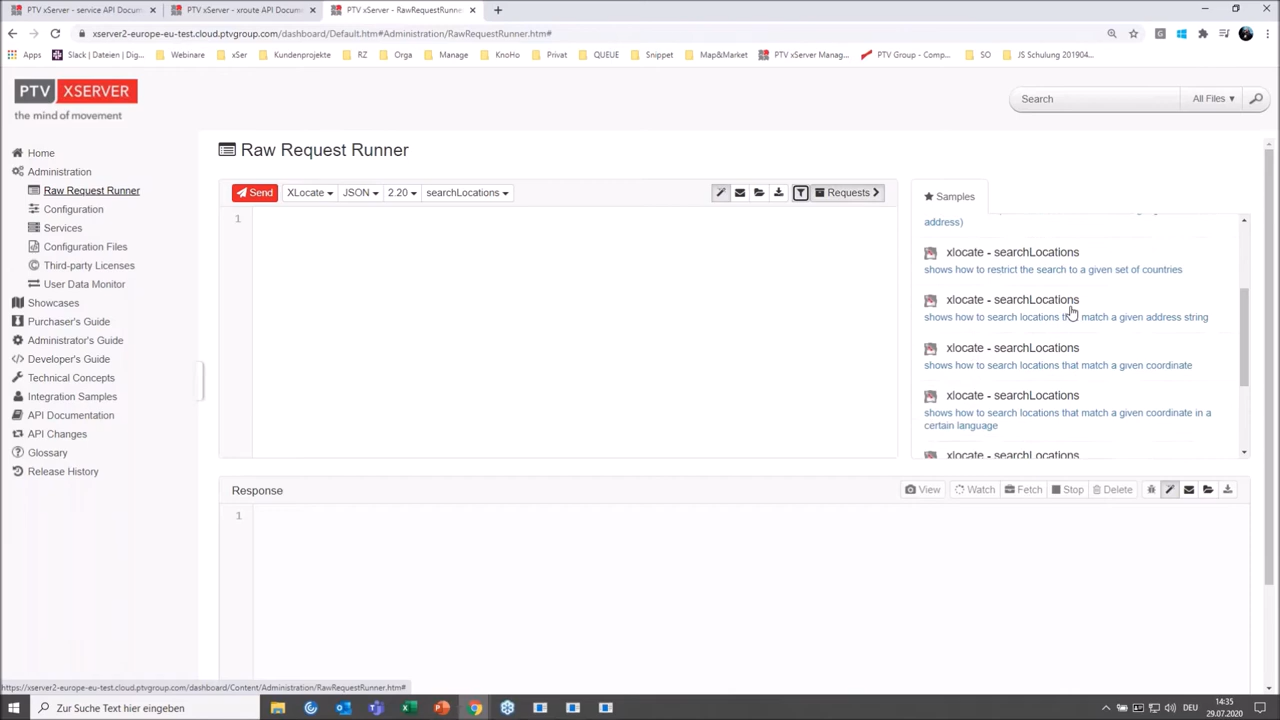 PTV xServer - service API Docum...
PTV xServer - xroute API Docume...
PTV xServer - RawRequestRunner
xserver2-europe-eu-test.cloud.ptvgroup.com/dashboard/Default.htm#Administration/RawRequestRunner.htm#
Apps
Slack | Dateien | Digi...
Webinare
xSer
Kundenprojekte
RZ
Orga
Manage
KnoHo
Privat
QUEUE
Snippet
Map&Market
PTV xServer Manag...
PTV Group - Comp...
SO
JS Schulung 201904...
PTV XSERVER
the mind of movement
Search
All Files
Home
Administration
Raw Request Runner
Configuration
Services
Configuration Files
Third-party Licenses
User Data Monitor
Showcases
Purchaser's Guide
Administrator's Guide
Developer's Guide
Technical Concepts
Integration Samples
API Documentation
API Changes
Glossary
Release History
Raw Request Runner
Send
XLocate
JSON
2.20
searchLocations
Requests
1
Samples
address)
xlocate - searchLocations
shows how to restrict the search to a given set of countries
xlocate - searchLocations
shows how to search locations that match a given address string
xlocate - searchLocations
shows how to search locations that match a given coordinate
xlocate - searchLocations
shows how to search locations that match a given coordinate in a
certain language
xlocate - searchLocations
Response
View
Watch
Fetch
Stop
Delete
1
https://xserver2-europe-eu-test.cloud.ptvgroup.com/dashboard/Content/Administration/RawRequestRunner.htm#
Zur Suche Text hier eingeben
DEU
14:35
29.07.2020